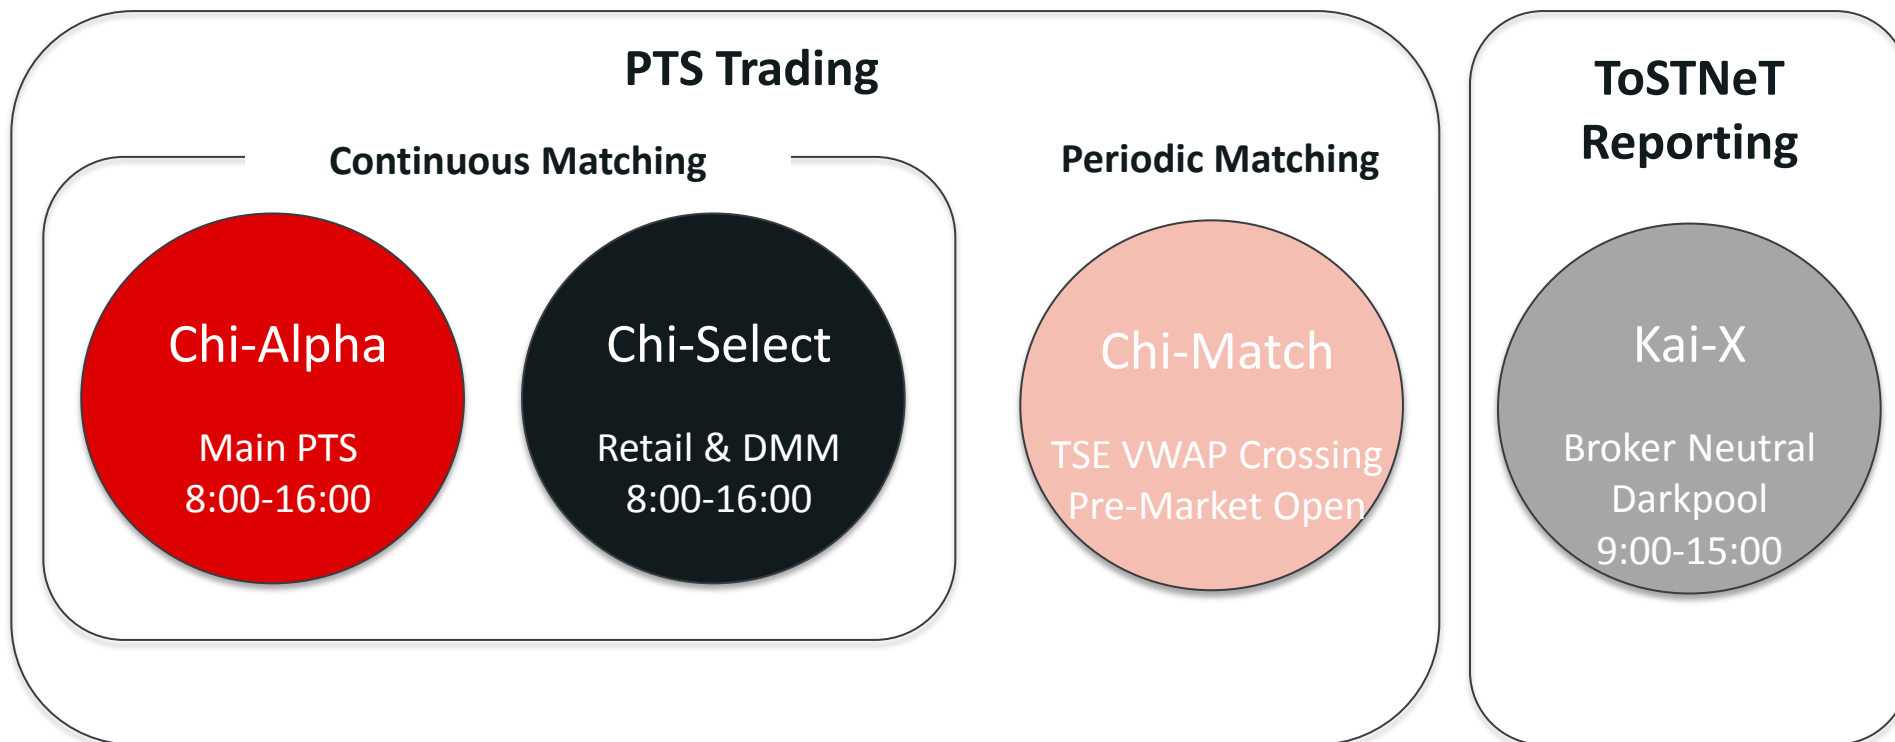 PTS Trading
Continuous Matching
Chi-Alpha
Main PTS
8:00-16:00
Chi-Select
Retail & DMM
8:00-16:00
Periodic Matching
Chi-Match
TSE VWAP Crossing
Pre-Market Open
ToSTNeT
Reporting
Kai-X
Broker Neutral
Darkpool
9:00-15:00